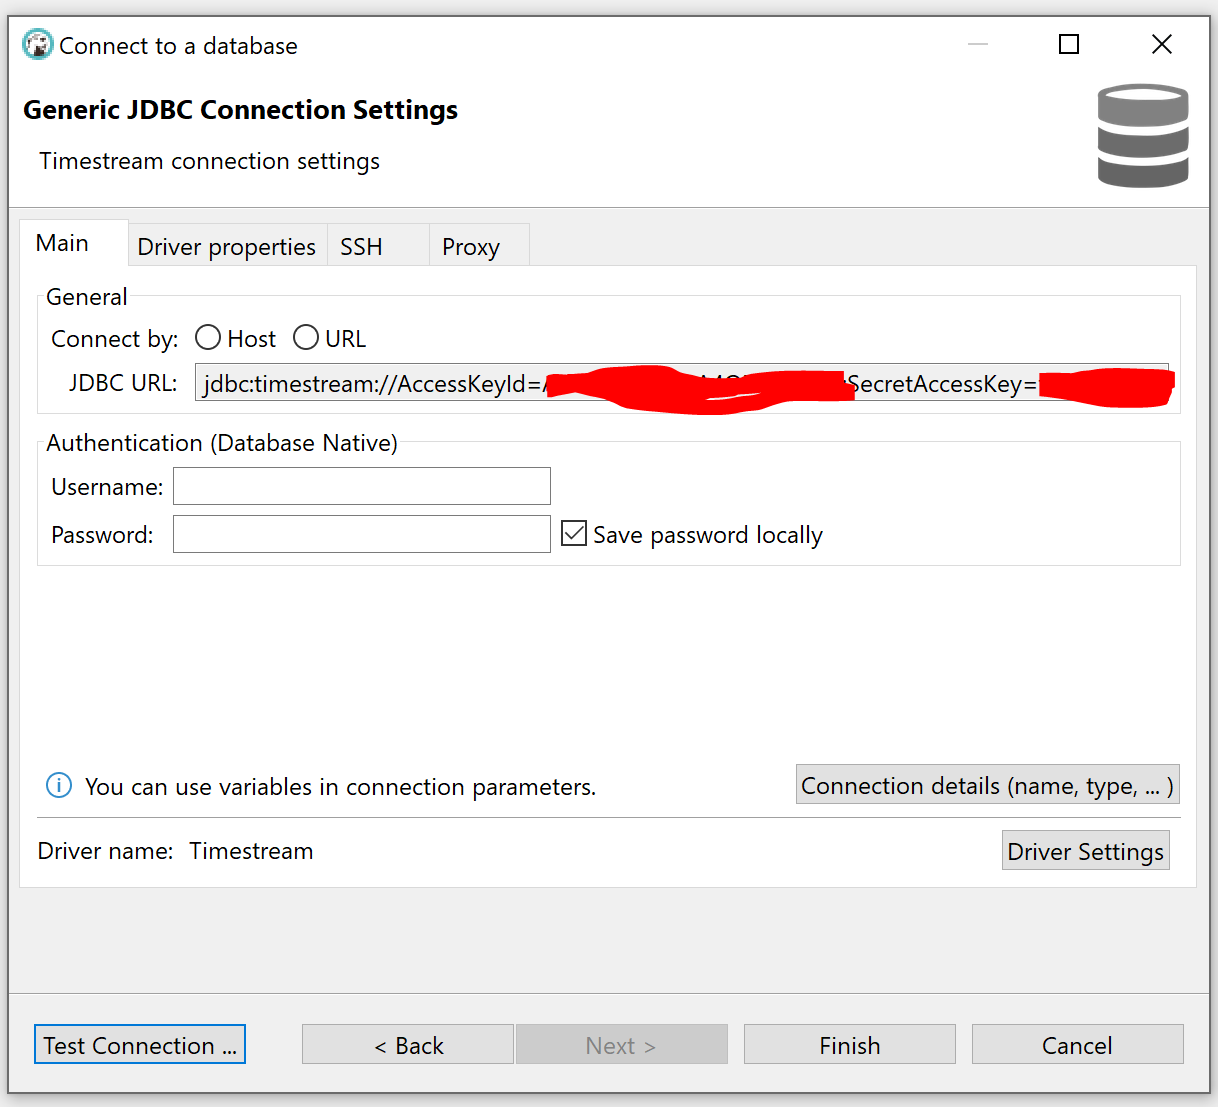 Connect to a database
Generic JDBC Connection Settings
Timestream connection settings
Main Driver properties SSH Proxy
General
Connect by: Host URL
JDBC URL: jdbc:timestream://AccessKeyId= SecretAccessKey=
Authentication (Database Native)
Username:
Password: Save password locally
You can use variables in connection parameters. Connection details (name, type, ... )
Driver name: Timestream Driver Settings
Test Connection ... < Back Next > Finish Cancel